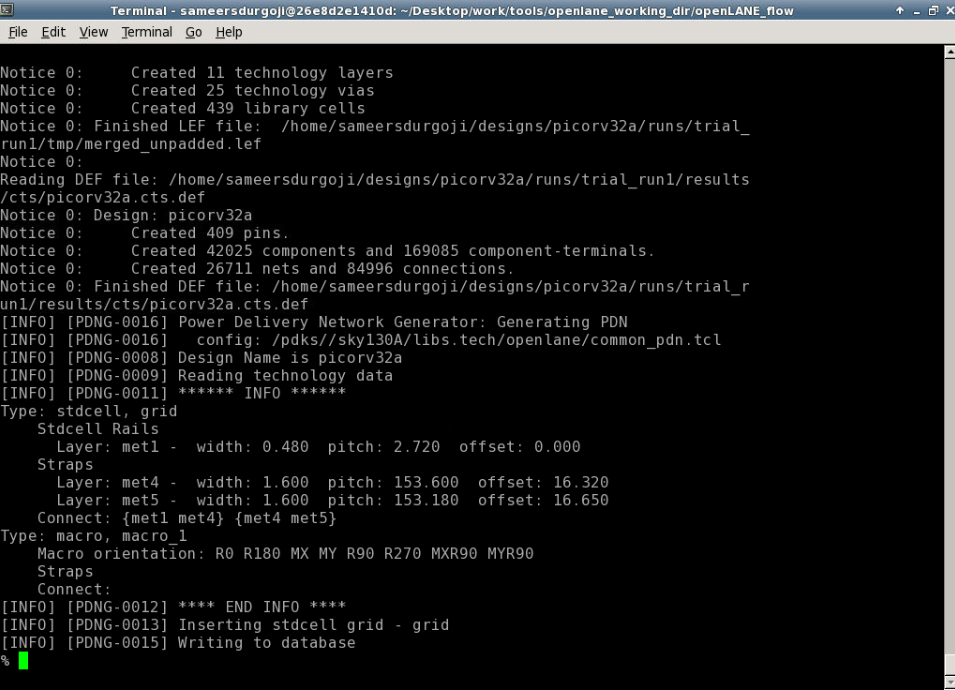 Terminal - sameersdurgoji@26e8d2e1410d: ~/Desktop/work/tools/openlane_working_dir/openLANE_flow
File Edit View Terminal Go Help
Notice 0:     Created 11 technology layers
Notice 0:     Created 25 technology vias
Notice 0:     Created 439 library cells
Notice 0: Finished LEF file:  /home/sameersdurgoji/designs/picorv32a/runs/trial_
run1/tmp/merged_unpadded.lef
Notice 0:
Reading DEF file: /home/sameersdurgoji/designs/picorv32a/runs/trial_run1/results
/cts/picorv32a.cts.def
Notice 0: Design: picorv32a
Notice 0:     Created 409 pins.
Notice 0:     Created 42025 components and 169085 component-terminals.
Notice 0:     Created 26711 nets and 84996 connections.
Notice 0: Finished DEF file: /home/sameersdurgoji/designs/picorv32a/runs/trial_r
un1/results/cts/picorv32a.cts.def
[INFO] [PDNG-0016] Power Delivery Network Generator: Generating PDN
[INFO] [PDNG-0016]   config: /pdks//sky130A/libs.tech/openlane/common_pdn.tcl
[INFO] [PDNG-0008] Design Name is picorv32a
[INFO] [PDNG-0009] Reading technology data
[INFO] [PDNG-0011] ****** INFO ******
Type: stdcell, grid
    Stdcell Rails
      Layer: met1 -  width: 0.480  pitch: 2.720  offset: 0.000
    Straps
      Layer: met4 -  width: 1.600  pitch: 153.600  offset: 16.320
      Layer: met5 -  width: 1.600  pitch: 153.180  offset: 16.650
    Connect: {met1 met4} {met4 met5}
Type: macro, macro_1
    Macro orientation: R0 R180 MX MY R90 R270 MXR90 MYR90
    Straps
    Connect:
[INFO] [PDNG-0012] **** END INFO ****
[INFO] [PDNG-0013] Inserting stdcell grid - grid
[INFO] [PDNG-0015] Writing to database
%